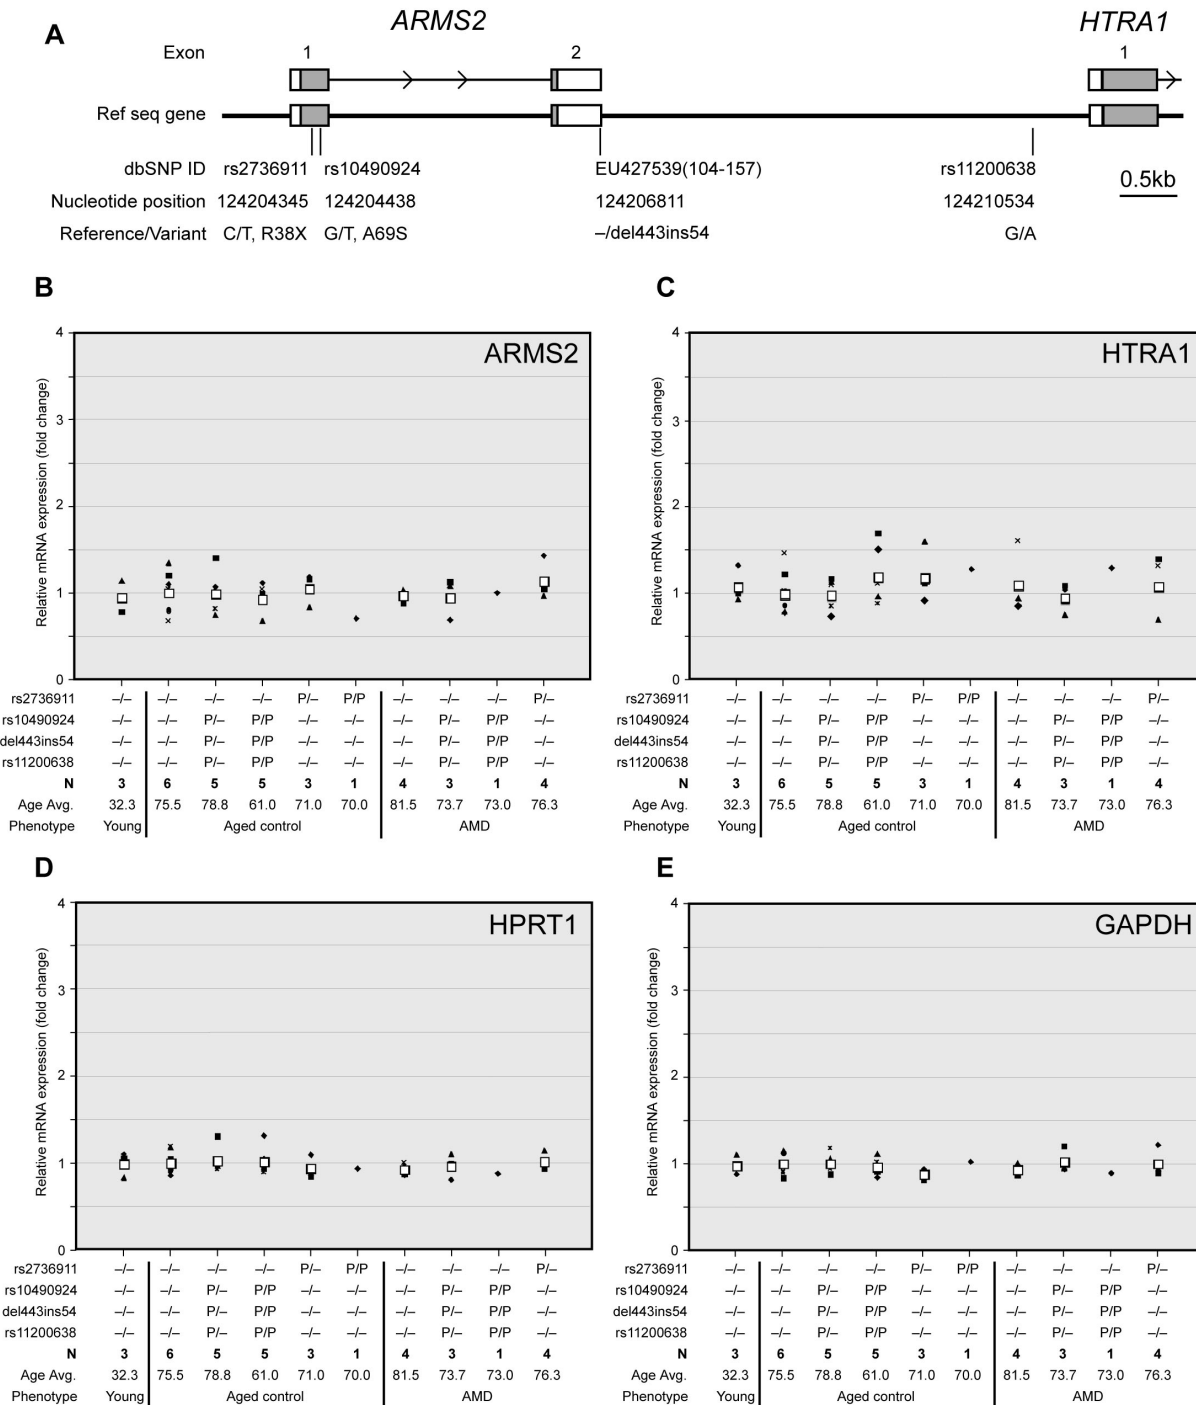 A
ARMS2 HTRA1
Exon 1 2 1
Ref seq gene
dbSNP ID rs2736911 rs10490924 EU427539(104-157) rs11200638
0.5kb
Nucleotide position 124204345 124204438 124206811 124210534
Reference/Variant C/T, R38X G/T, A69S –/del443ins54 G/A
B
ARMS2
Relative mRNA expression (fold change)
4
3
2
1
0
rs2736911 –/– –/– –/– –/– P/– P/P –/– –/– –/– P/–
rs10490924 –/– –/– P/– P/P –/– –/– –/– P/– P/P –/–
del443ins54 –/– –/– P/– P/P –/– –/– –/– P/– P/P –/–
rs11200638 –/– –/– P/– P/P –/– –/– –/– P/– P/P –/–
N 3 6 5 5 3 1 4 3 1 4
Age Avg. 32.3 75.5 78.8 61.0 71.0 70.0 81.5 73.7 73.0 76.3
Phenotype Young Aged control AMD
C
HTRA1
Relative mRNA expression (fold change)
4
3
2
1
0
rs2736911 –/– –/– –/– –/– P/– P/P –/– –/– –/– P/–
rs10490924 –/– –/– P/– P/P –/– –/– –/– P/– P/P –/–
del443ins54 –/– –/– P/– P/P –/– –/– –/– P/– P/P –/–
rs11200638 –/– –/– P/– P/P –/– –/– –/– P/– P/P –/–
N 3 6 5 5 3 1 4 3 1 4
Age Avg. 32.3 75.5 78.8 61.0 71.0 70.0 81.5 73.7 73.0 76.3
Phenotype Young Aged control AMD
D
HPRT1
Relative mRNA expression (fold change)
4
3
2
1
0
rs2736911 –/– –/– –/– –/– P/– P/P –/– –/– –/– P/–
rs10490924 –/– –/– P/– P/P –/– –/– –/– P/– P/P –/–
del443ins54 –/– –/– P/– P/P –/– –/– –/– P/– P/P –/–
rs11200638 –/– –/– P/– P/P –/– –/– –/– P/– P/P –/–
N 3 6 5 5 3 1 4 3 1 4
Age Avg. 32.3 75.5 78.8 61.0 71.0 70.0 81.5 73.7 73.0 76.3
Phenotype Young Aged control AMD
E
GAPDH
Relative mRNA expression (fold change)
4
3
2
1
0
rs2736911 –/– –/– –/– –/– P/– P/P –/– –/– –/– P/–
rs10490924 –/– –/– P/– P/P –/– –/– –/– P/– P/P –/–
del443ins54 –/– –/– P/– P/P –/– –/– –/– P/– P/P –/–
rs11200638 –/– –/– P/– P/P –/– –/– –/– P/– P/P –/–
N 3 6 5 5 3 1 4 3 1 4
Age Avg. 32.3 75.5 78.8 61.0 71.0 70.0 81.5 73.7 73.0 76.3
Phenotype Young Aged control AMD